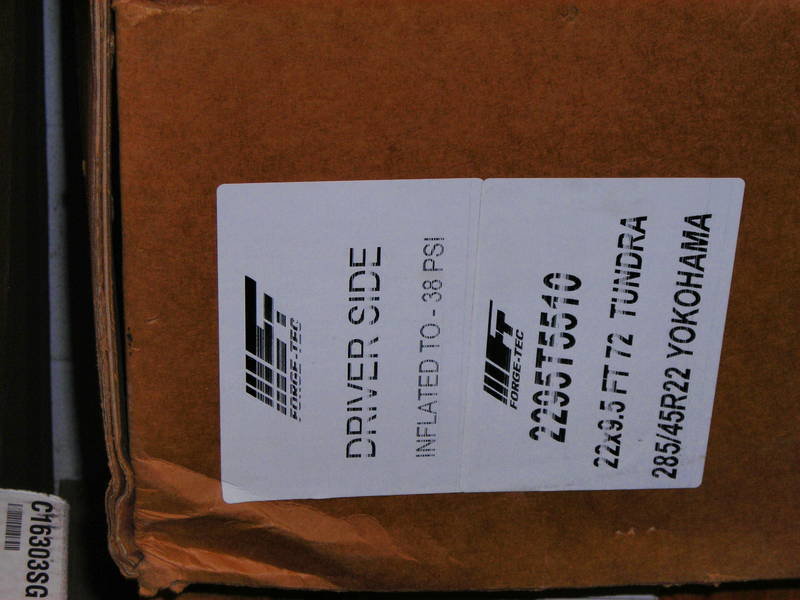 FORGE-TEC
DRIVER SIDE
INFLATED TO - 38 PSI
FORGE-TEC
2295T5510
22x9.5 FT 72 TUNDRA
285/45R22 YOKOHAMA
C16303SG